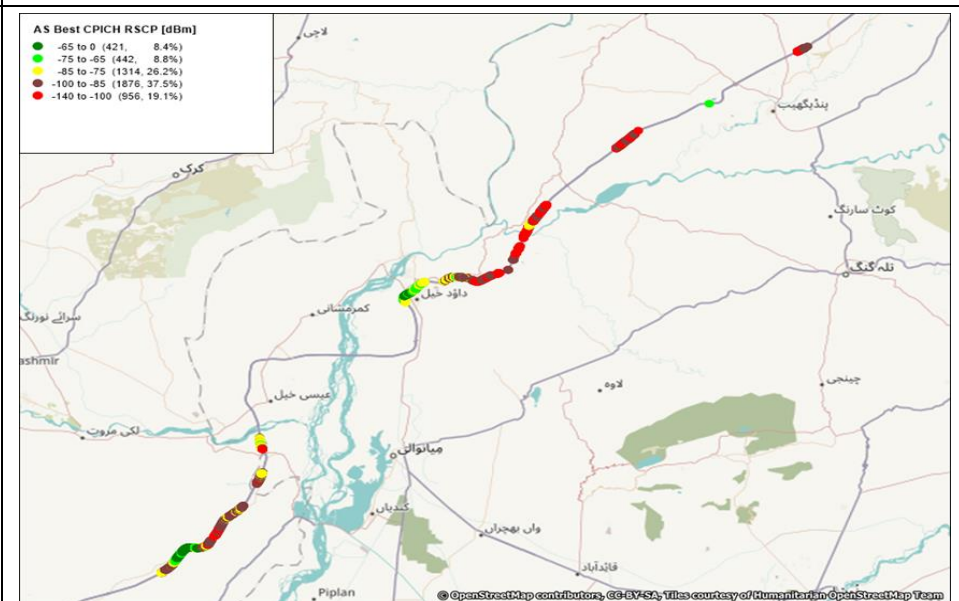 AS Best CPICH RSCP [dBm]
-65 to 0 (421, 8.4%)
-75 to -65 (442, 8.8%)
-85 to -75 (1314, 26.2%)
-100 to -85 (1876, 37.5%)
-140 to -100 (956, 19.1%)
لاچی
پنڈیگھیب
کرک
کوٹ سارنگ
تلہ گنگ
داؤد خیل
کمرمشانی
سرائے نورنگ
ashmir
چینجی
لاوہ
عیسی خیل
لکی مروت
میانوالی
کندیاں
واں بھچراں
قائدآباد
Piplan
© OpenStreetMap contributors, CC-BY-SA, Tiles courtesy of Humanitarian OpenStreetMap Team